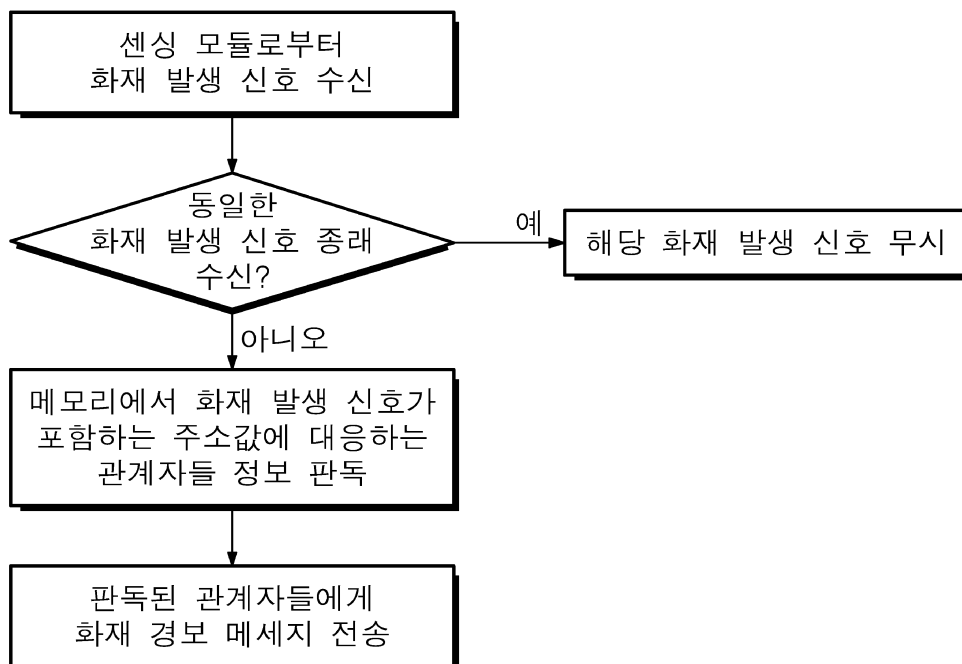 센싱 모듈로부터
화재 발생 신호 수신
동일한
화재 발생 신호 종래
수신?
예
해당 화재 발생 신호 무시
아니오
메모리에서 화재 발생 신호가
포함하는 주소값에 대응하는
관계자들 정보 판독
판독된 관계자들에게
화재 경보 메세지 전송